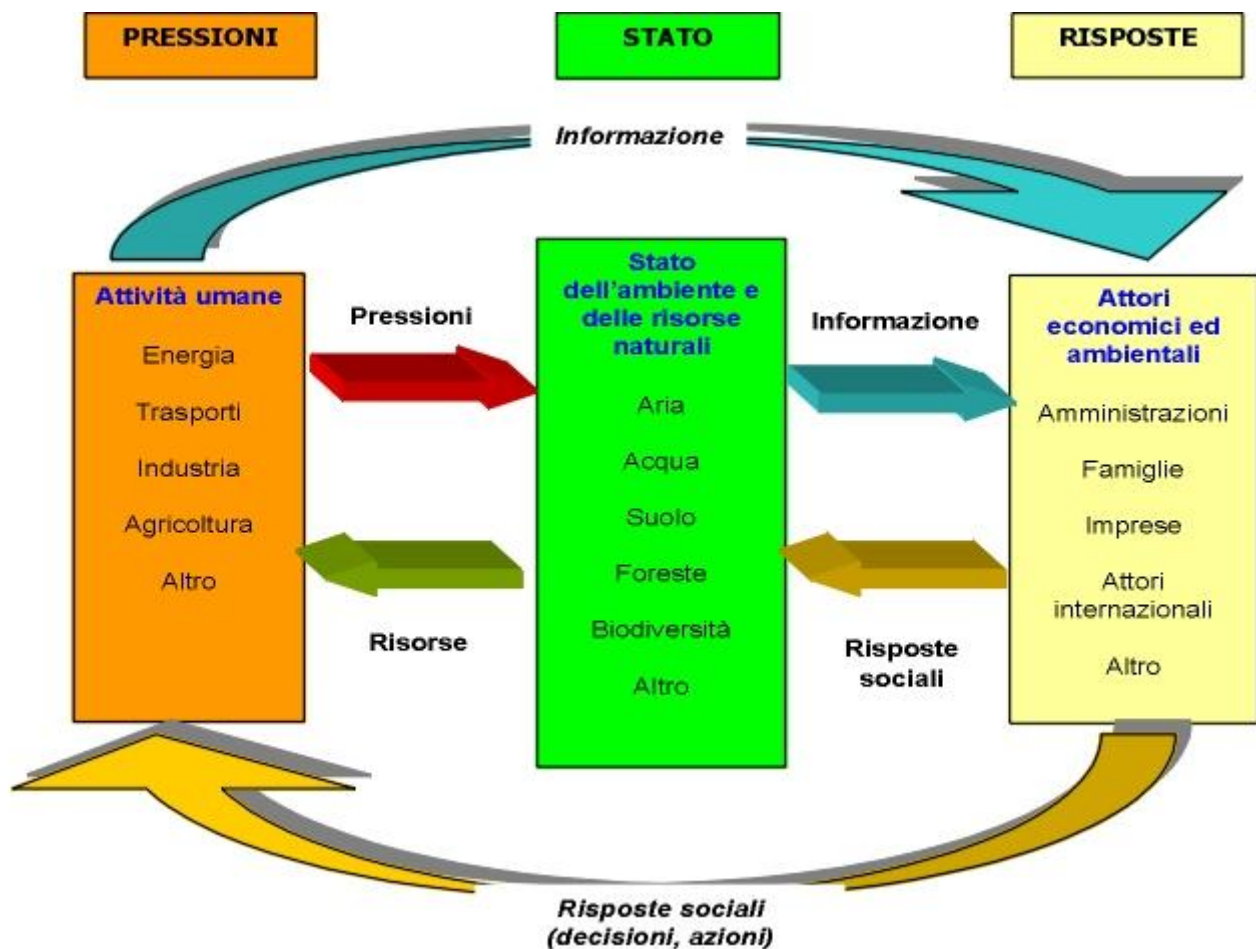 PRESSIONI
STATO
RISPOSTE
Informazione
Attività umane
Energia
Trasporti
Industria
Agricoltura
Altro
Pressioni
Risorse
Stato
dell'ambiente e
delle risorse
naturali
Aria
Acqua
Suolo
Foreste
Biodiversità
Altro
Informazione
Risposte
sociali
Attori
economici ed
ambientali
Amministrazioni
Famiglie
Imprese
Attori
internazionali
Altro
Risposte sociali
(decisioni, azioni)